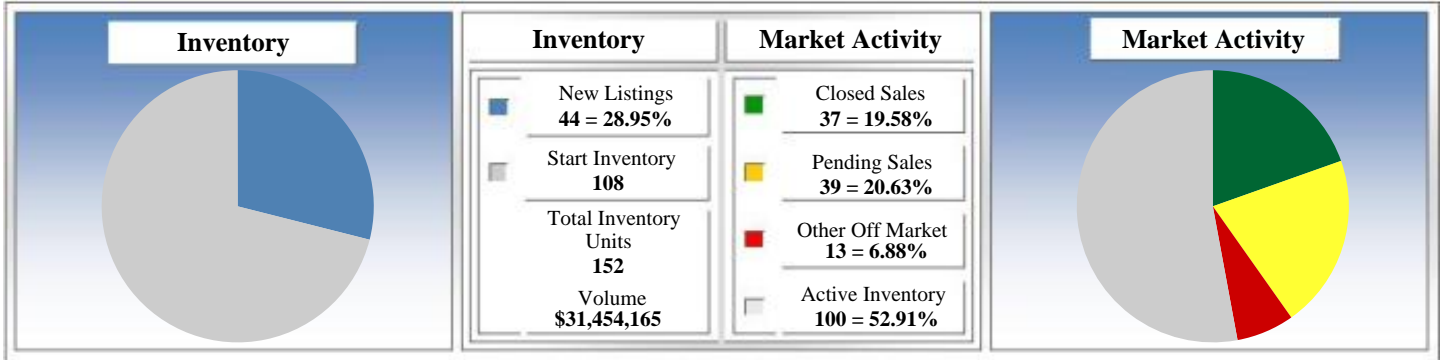 Inventory
Inventory
Market Activity
Market Activity
New Listings
44 = 28.95%
Start Inventory
108
Total Inventory
Units
152
Volume
$31,454,165
Closed Sales
37 = 19.58%
Pending Sales
39 = 20.63%
Other Off Market
13 = 6.88%
Active Inventory
100 = 52.91%